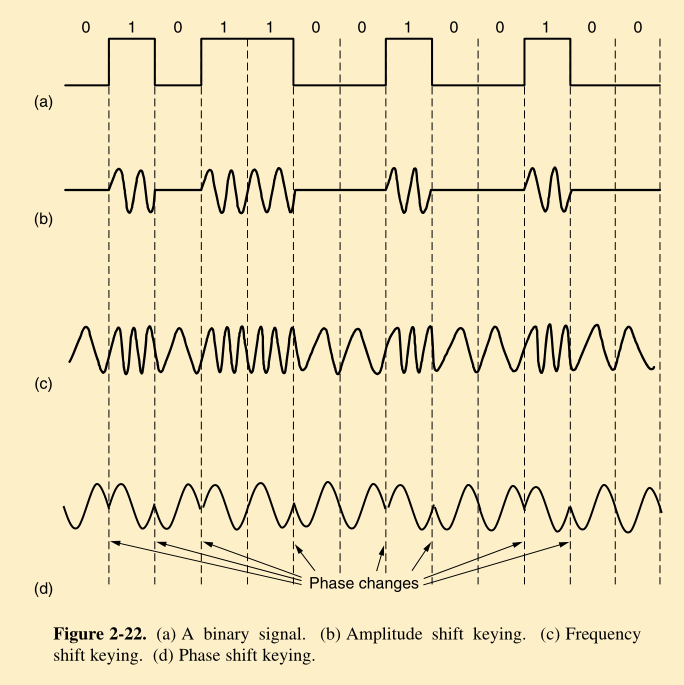 0 1 0 1 1 0 0 1 0 0 1 0 0
(a)
(b)
(c)
Phase changes
(d)
Figure 2-22. (a) A binary signal. (b) Amplitude shift keying. (c) Frequency
shift keying. (d) Phase shift keying.